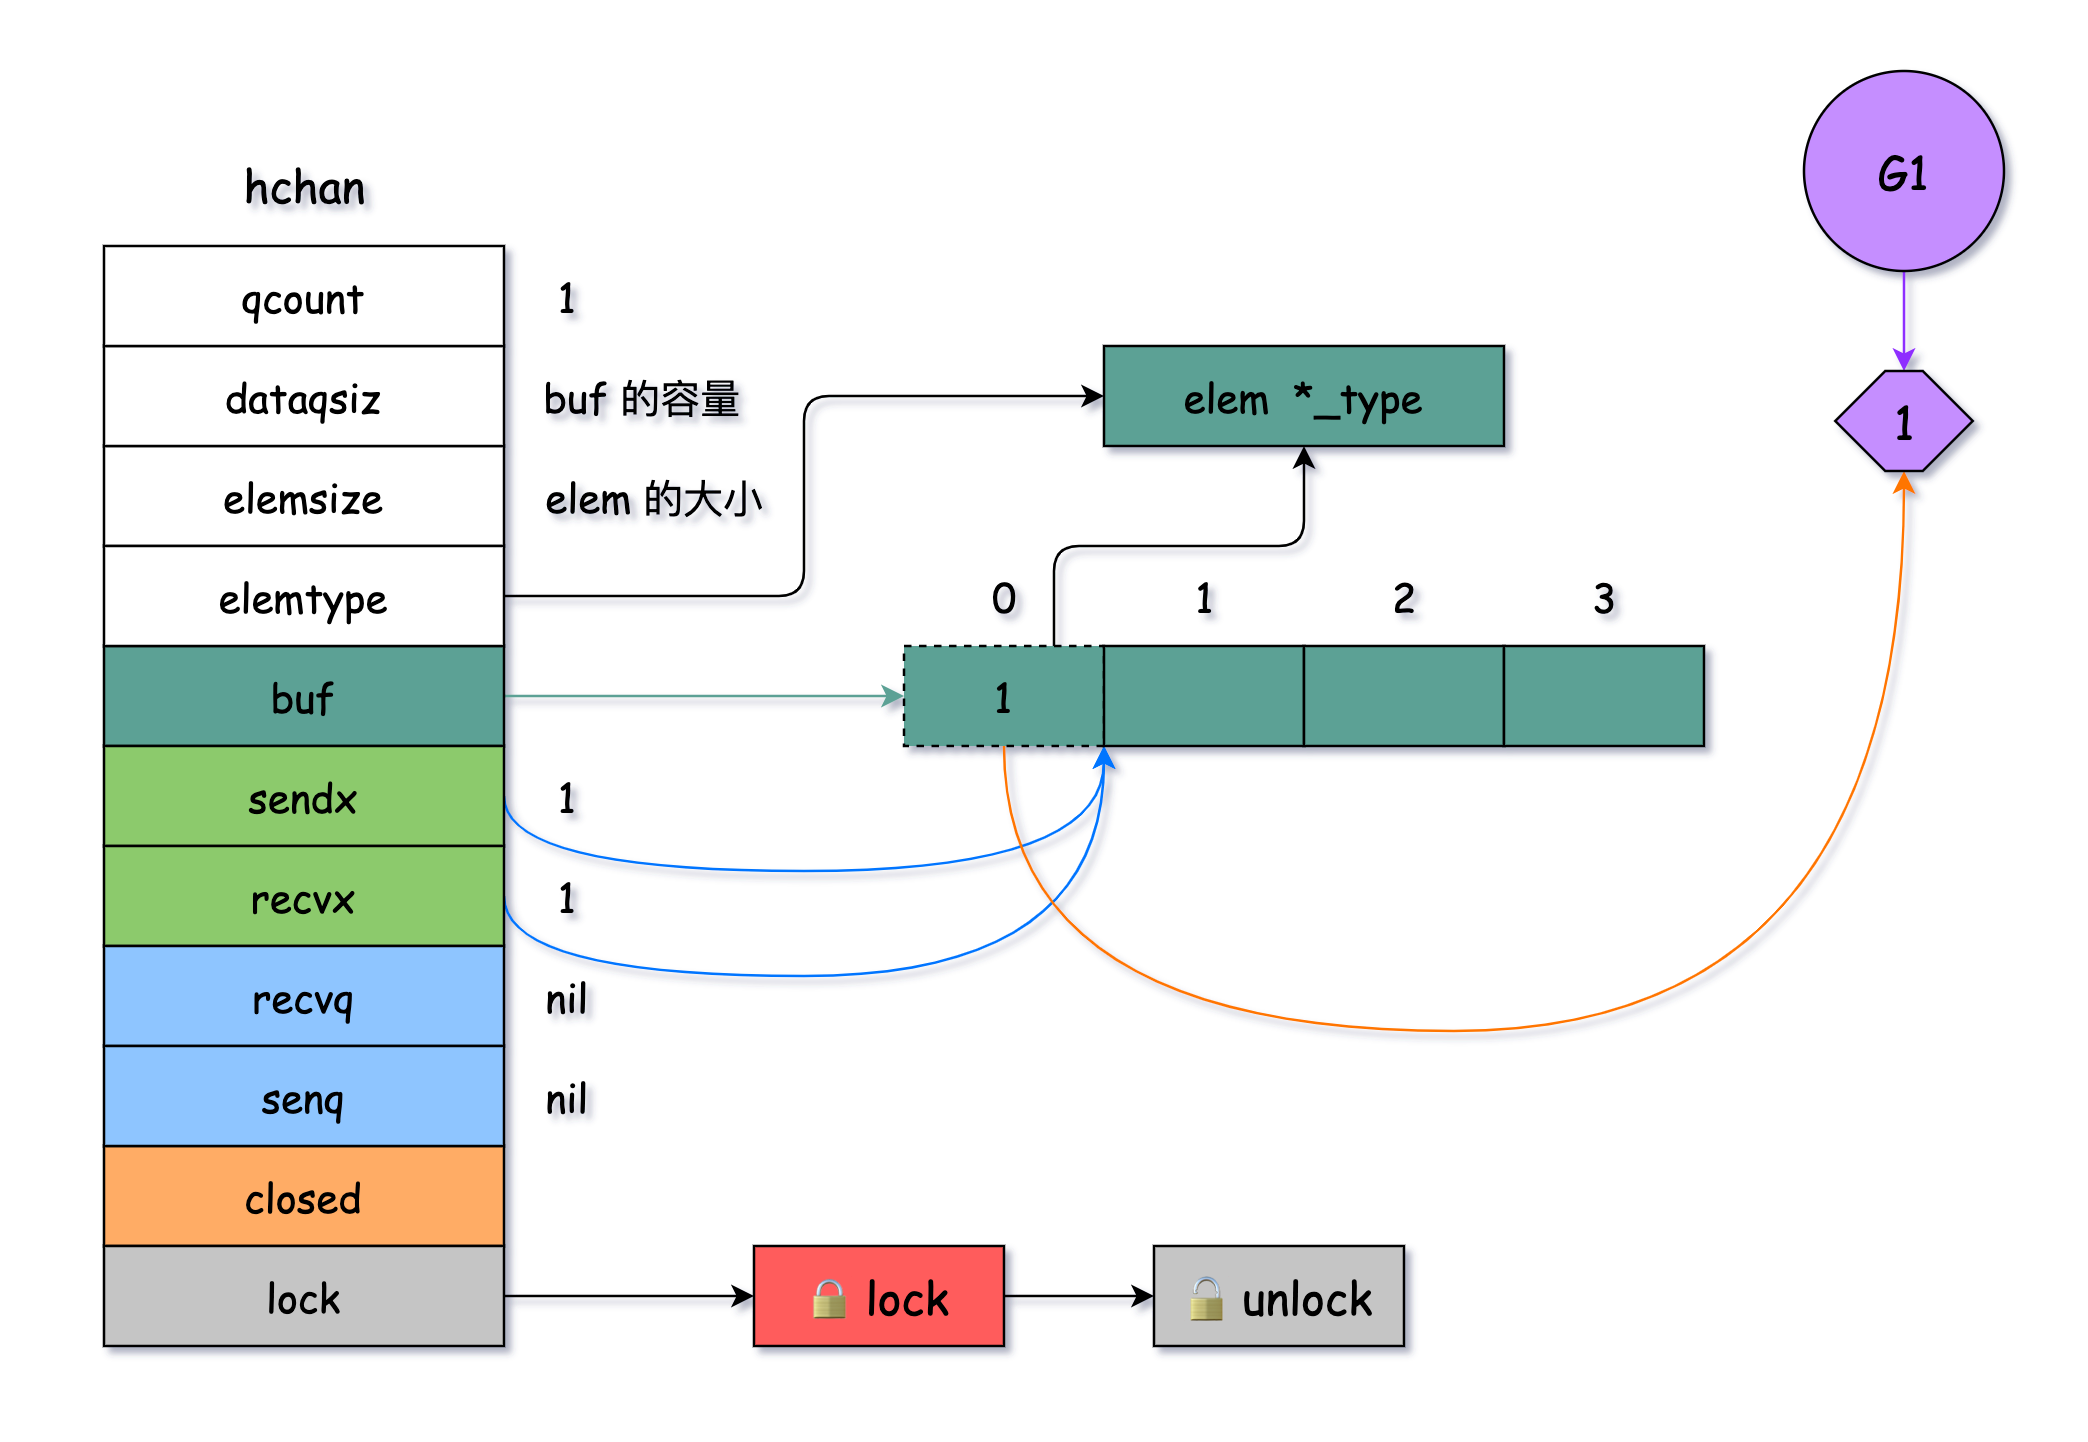 G1
hchan
qcount 1
dataqsiz buf 的容量
elem *_type
1
elemsize elem 的大小
elemtype
0 1 2 3
buf
1
sendx 1
recvx 1
recvq nil
senq nil
closed
lock
🔒 lock
🔓 unlock